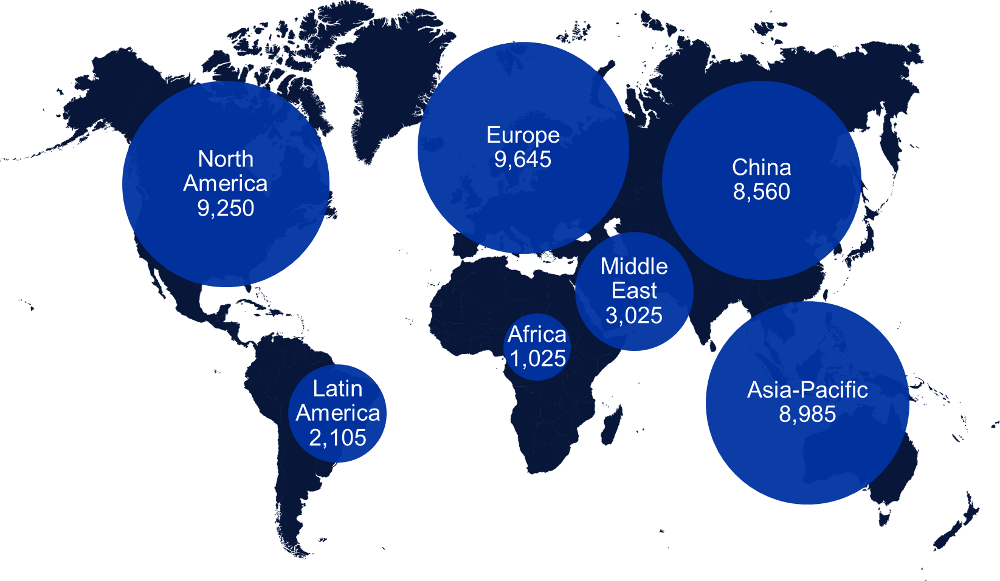 North
America
9,250
Europe
9,645
China
8,560
Middle
East
3,025
Africa
1,025
Latin
America
2,105
Asia-Pacific
8,985